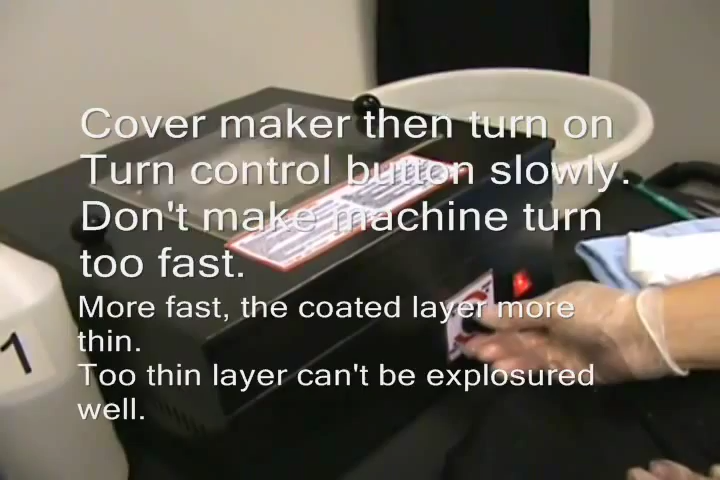 Cover maker then turn on
Turn control button slowly.
Don't make machine turn
too fast.
More fast, the coated layer more
thin.
Too thin layer can't be explosured
well.
1